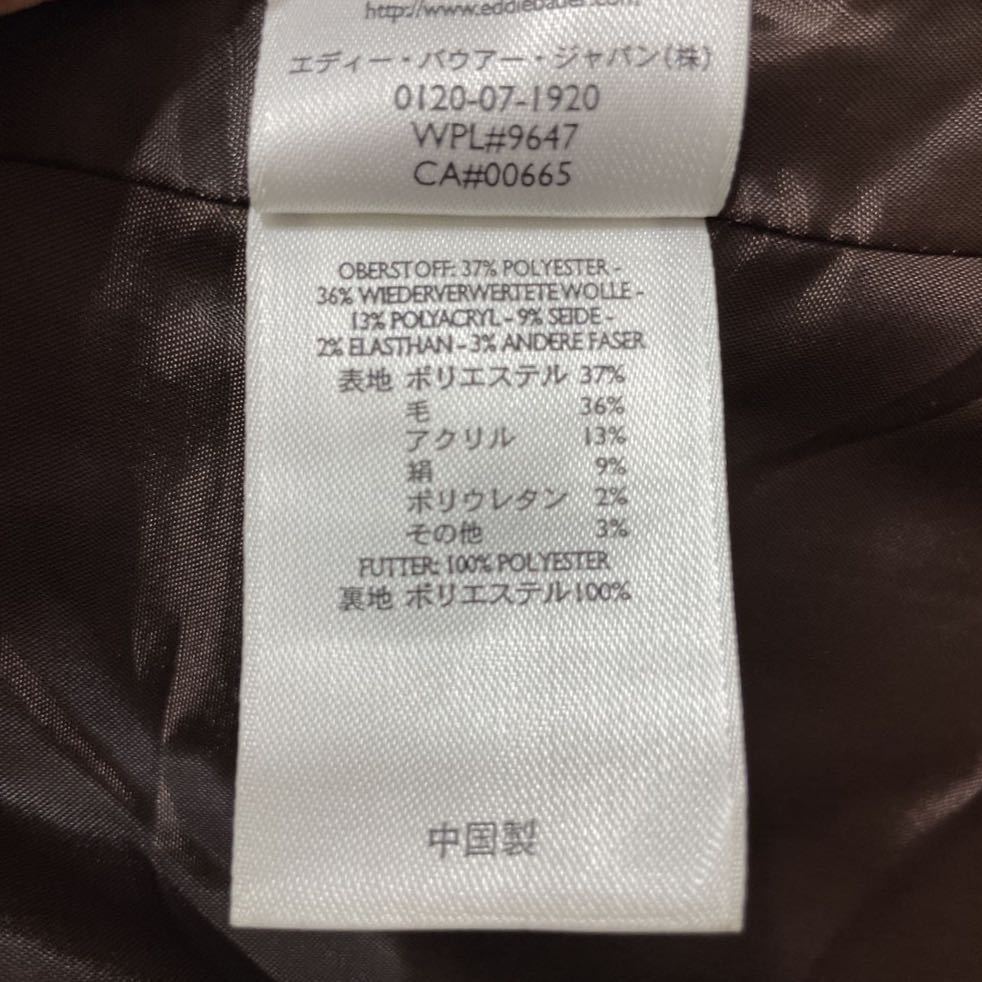 http://www.eddiebauer.com/
エディー・バウアー・ジャパン(株)
0120-07-1920
WPL#9647
CA#00665
OBERSTOFF: 37% POLYESTER -
36% WIEDERVERWERTETE WOLLE -
13% POLYACRYL - 9% SEIDE -
2% ELASTHAN - 3% ANDERE FASER
表地 ポリエステル 37%
毛 36%
アクリル 13%
絹 9%
ポリウレタン 2%
その他 3%
FUTTER: 100% POLYESTER
裏地 ポリエステル100%
中国製